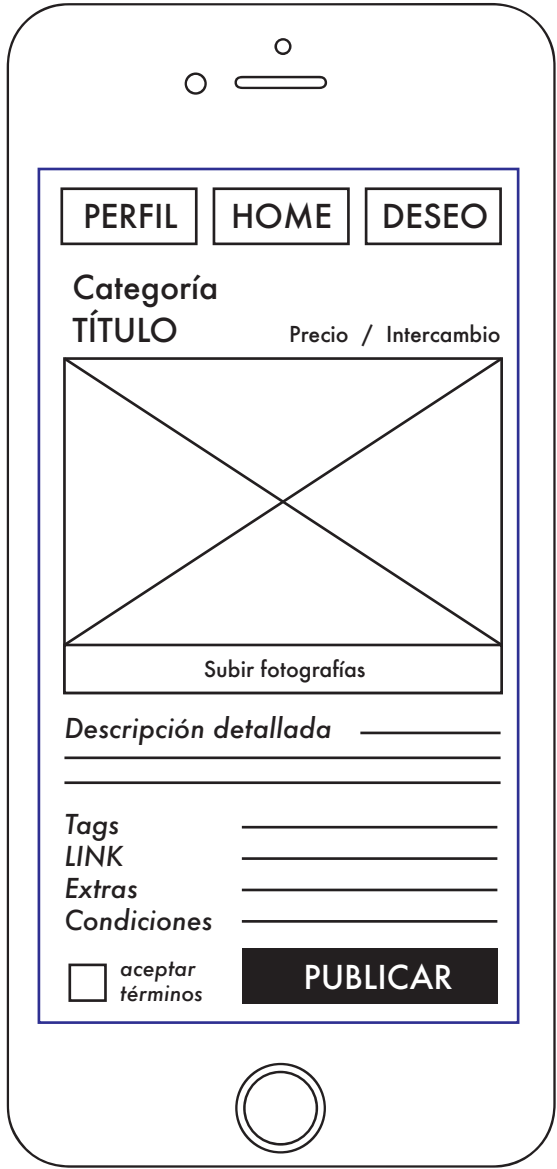 PERFIL HOME DESEO
Categoría
TÍTULO Precio / Intercambio
Subir fotografías
Descripción detallada
Tags
LINK
Extras
Condiciones
aceptar
términos
PUBLICAR